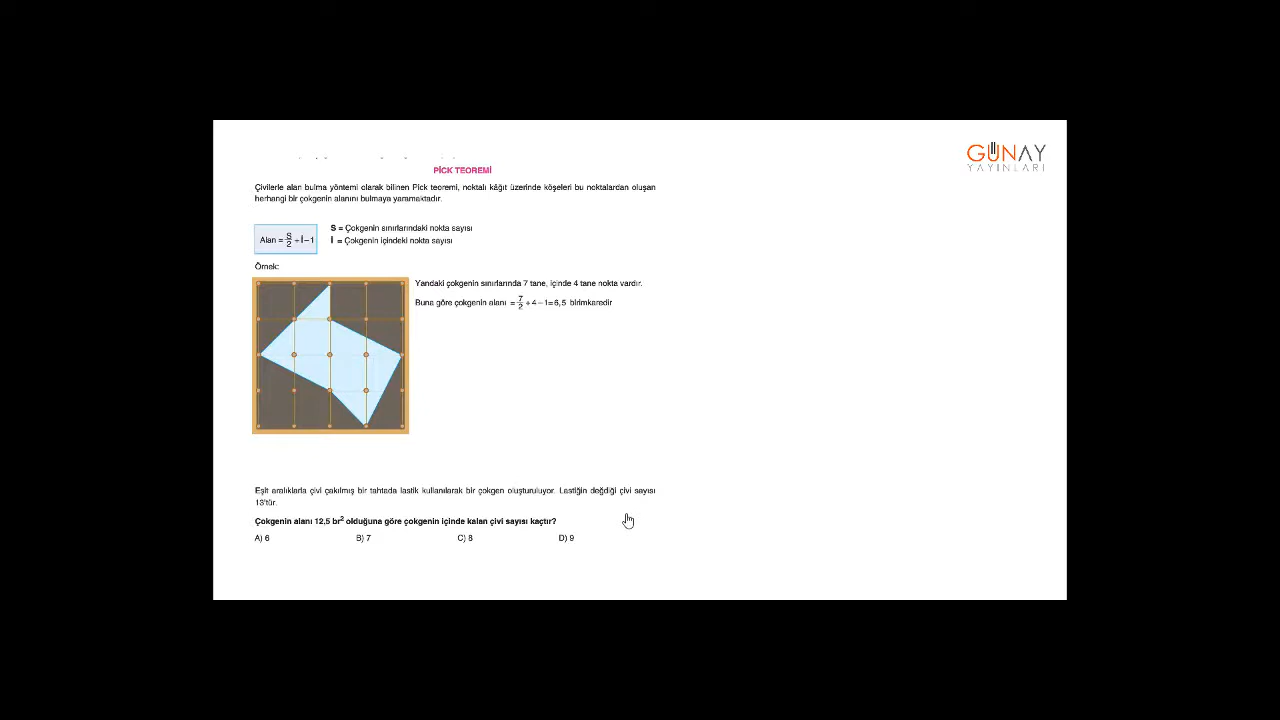 GÜNAY
YAYINLARI
PİCK TEOREMİ
Çivilerle alan bulma yöntemi olarak bilinen Pick teoremi, noktalı kâğıt üzerinde köşeleri bu noktalardan oluşan
herhangi bir çokgenin alanını bulmaya yaramaktadır.
Alan = S/2 + İ – 1
S = Çokgenin sınırlarındaki nokta sayısı
İ = Çokgenin içindeki nokta sayısı
Örnek:
Yandaki çokgenin sınırlarında 7 tane, içinde 4 tane nokta vardır.
Buna göre çokgenin alanı = 7/2 + 4 – 1 = 6,5 birimkaredir
Eşit aralıklarla çivi çakılmış bir tahtada lastik kullanılarak bir çokgen oluşturuluyor. Lastiğin değdiği çivi sayısı
13'tür.
Çokgenin alanı 12,5 br² olduğuna göre çokgenin içinde kalan çivi sayısı kaçtır?
A) 6 B) 7 C) 8 D) 9